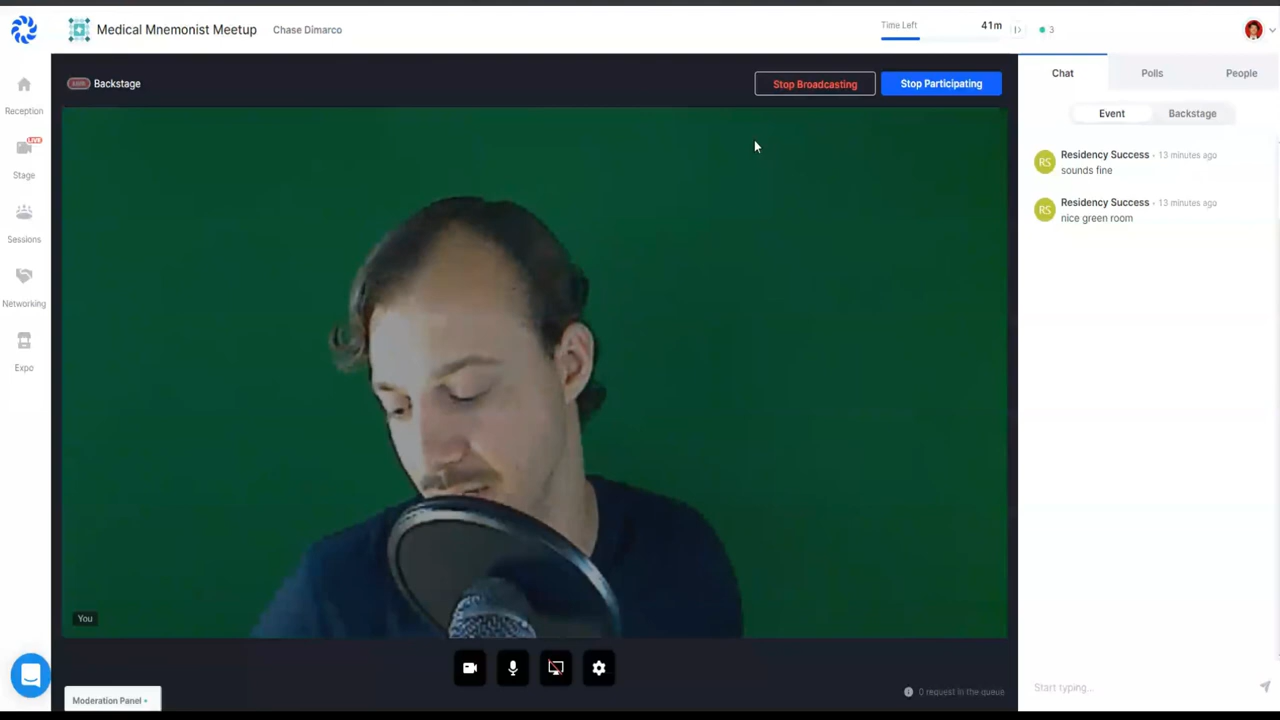 Medical Mnemonist Meetup
Chase Dimarco
Time Left
41m
3
Reception
LIVE
Stage
Sessions
Networking
Expo
Backstage
Stop Broadcasting
Stop Participating
You
Moderation Panel
0 request in the queue
Chat
Polls
People
Event
Backstage
RS
Residency Success • 13 minutes ago
sounds fine
RS
Residency Success • 13 minutes ago
nice green room
Start typing...